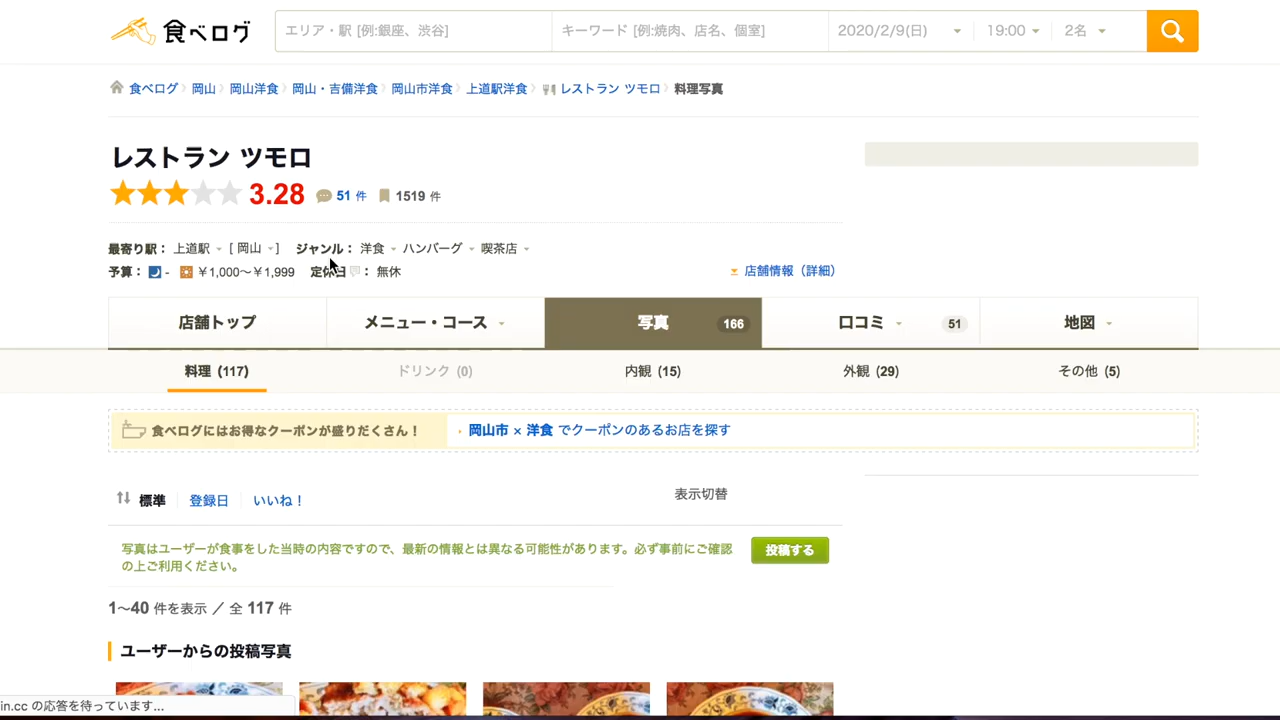 食べログ エリア・駅 [例:銀座、渋谷] キーワード [例:焼肉、店名、個室] 2020/2/9(日) 19:00 2名
食べログ 岡山 岡山洋食 岡山・吉備洋食 岡山市洋食 上道駅洋食 レストラン ツモロ 料理写真
レストラン ツモロ
3.28 51 件 1519 件
最寄り駅： 上道駅 [ 岡山 ] ジャンル： 洋食 ハンバーグ 喫茶店
予算： - ￥1,000～￥1,999 定休日 ： 無休 店舗情報（詳細）
店舗トップ メニュー・コース 写真 166 口コミ 51 地図
料理 (117) ドリンク (0) 内観 (15) 外観 (29) その他 (5)
食べログにはお得なクーポンが盛りだくさん！ 岡山市 × 洋食 でクーポンのあるお店を探す
標準 登録日 いいね！ 表示切替
写真はユーザーが食事をした当時の内容ですので、最新の情報とは異なる可能性があります。必ず事前にご確認
の上ご利用ください。 投稿する
1～40 件を表示 ／ 全 117 件
ユーザーからの投稿写真
in.cc の応答を待っています...